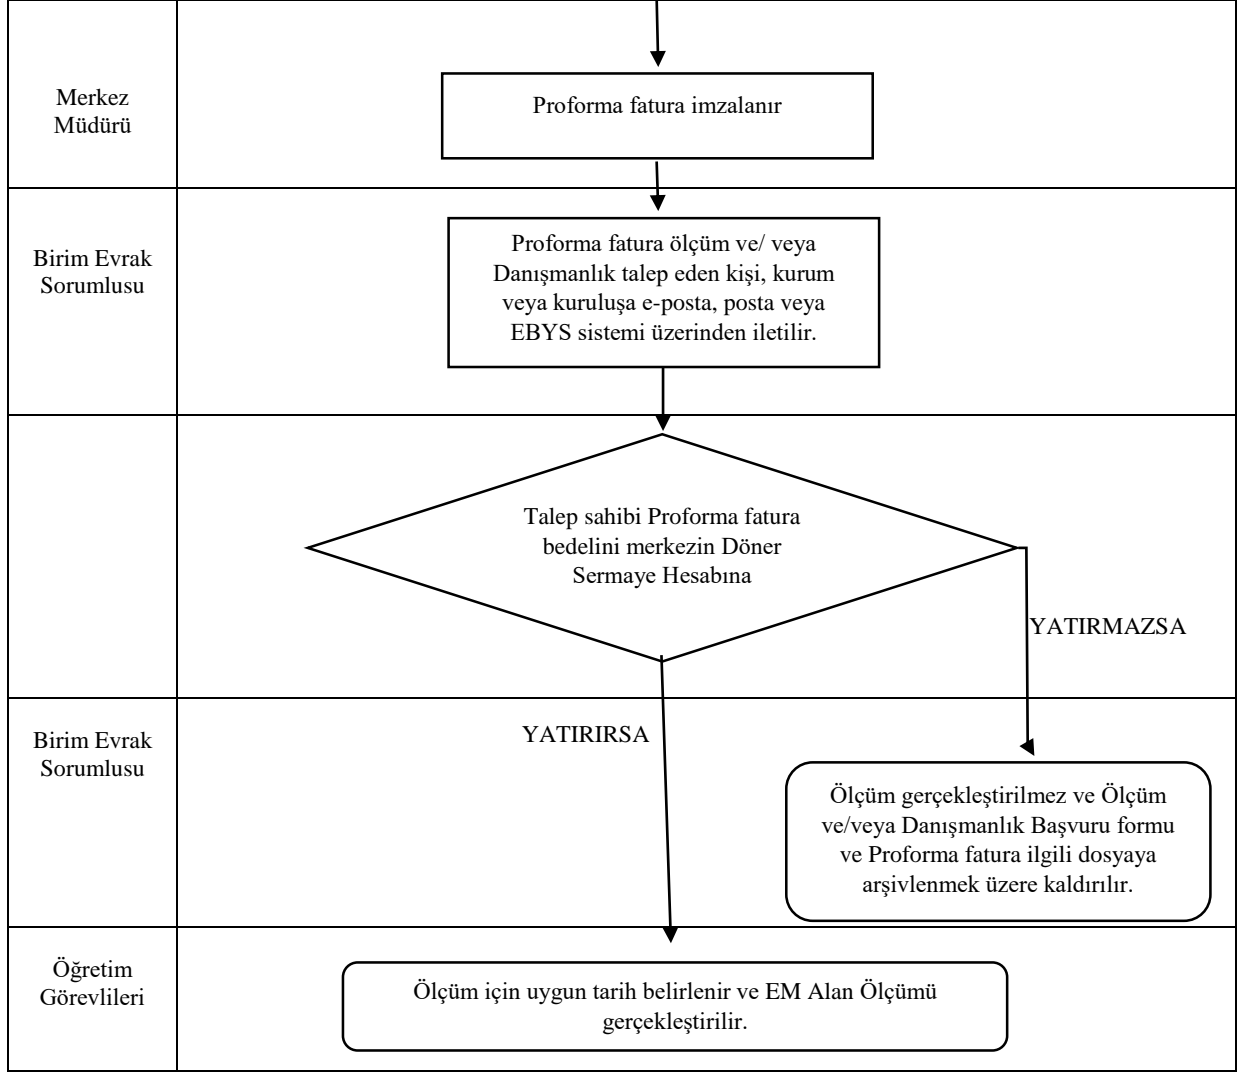 Merkez
Müdürü
Proforma fatura imzalanır
Birim Evrak
Sorumlusu
Proforma fatura ölçüm ve/ veya
Danışmanlık talep eden kişi, kurum
veya kuruluşa e-posta, posta veya
EBYS sistemi üzerinden iletilir.
Talep sahibi Proforma fatura
bedelini merkezin Döner
Sermaye Hesabına
YATIRMAZSA
Birim Evrak
Sorumlusu
YATIRIRSA
Ölçüm gerçekleştirilmez ve Ölçüm
ve/veya Danışmanlık Başvuru formu
ve Proforma fatura ilgili dosyaya
arşivlenmek üzere kaldırılır.
Öğretim
Görevlileri
Ölçüm için uygun tarih belirlenir ve EM Alan Ölçümü
gerçekleştirilir.